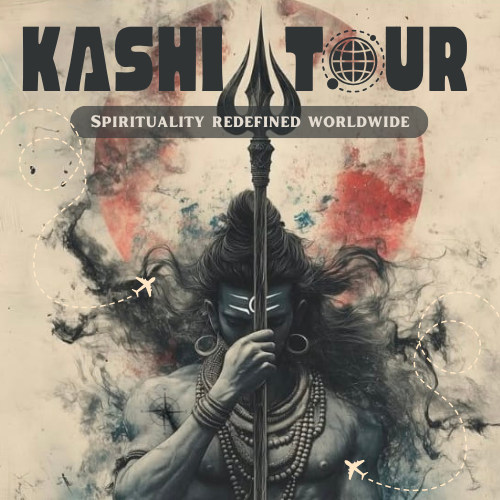 KASHI TOUR
SPIRITUALITY REDEFINED WORLDWIDE